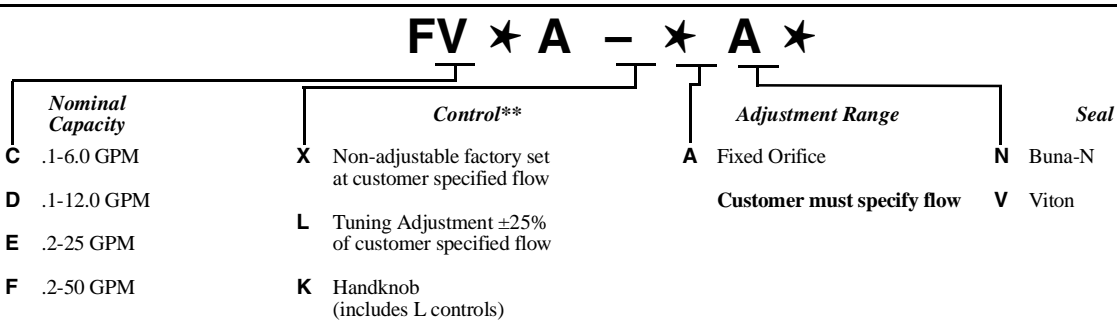 FV ✶ A – ✶ A ✶
Nominal
Capacity
C .1-6.0 GPM
D .1-12.0 GPM
E .2-25 GPM
F .2-50 GPM
Control**
X Non-adjustable factory set
at customer specified flow
L Tuning Adjustment ±25%
of customer specified flow
K Handknob
(includes L controls)
Adjustment Range
A Fixed Orifice
Customer must specify flow
Seal
N Buna-N
V Viton